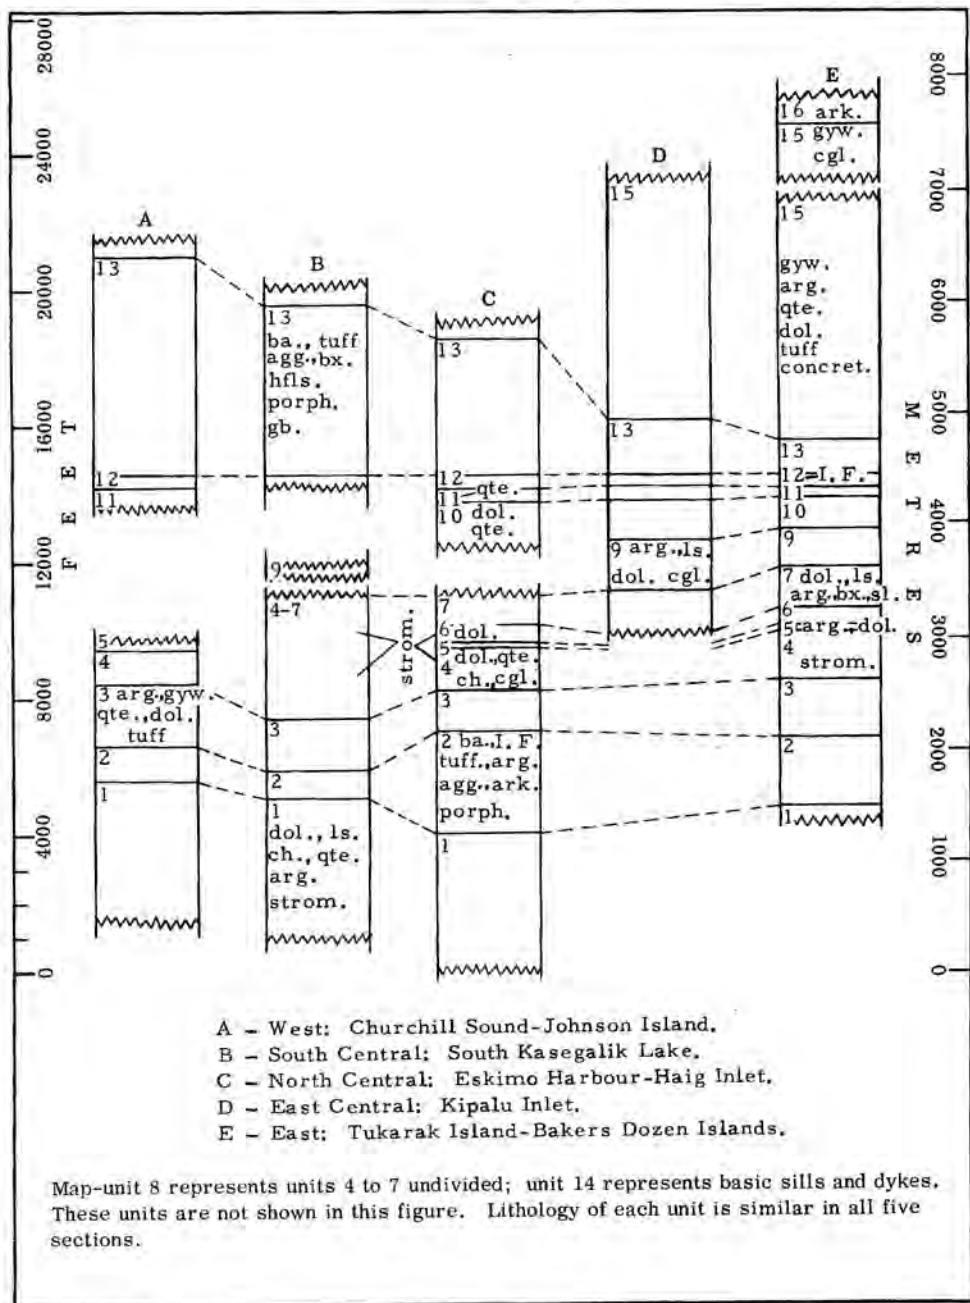 28000
24000
20000
16000
12000
8000
4000
0
FEET
A
13
12
11
5
4
3 arg., gyw.
qte., dol.
tuff
2
1
B
13
ba., tuff
agg., bx.
hfls.
porph.
gb.
9
4-7
3
2
1
dol., ls.
ch., qte.
arg.
strom.
strom.
C
13
12
11 qte.
10 dol.
qte.
7
6 dol.
5
dol., qte.
4
ch., cgl.
3
2 ba., I. F.
tuff., arg.
agg., ark.
porph.
1
D
15
13
9 arg., ls.
dol. cgl.
E
16 ark.
15 gyw.
cgl.
15
gyw.
arg.
qte.
dol.
tuff
concret.
13
12=I. F.
11
10
9
7 dol., ls.
arg., bx., sl.
6
5 arg., dol.
4
strom.
3
2
1
METRES
8000
7000
6000
5000
4000
3000
2000
1000
0
A - West: Churchill Sound-Johnson Island.
B - South Central: South Kasegalik Lake.
C - North Central: Eskimo Harbour-Haig Inlet.
D - East Central: Kipalu Inlet.
E - East: Tukarak Island-Bakers Dozen Islands.
Map-unit 8 represents units 4 to 7 undivided; unit 14 represents basic sills and dykes.
These units are not shown in this figure. Lithology of each unit is similar in all five
sections.